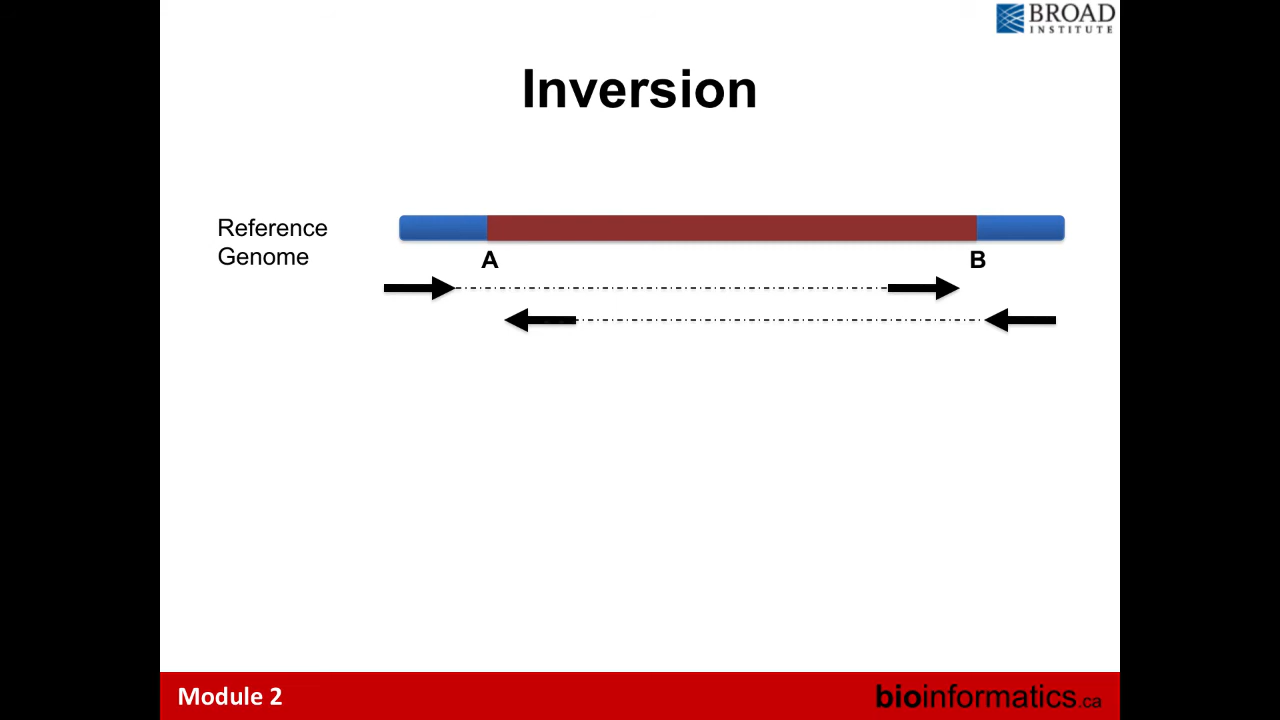 BROAD
INSTITUTE
Inversion
Reference
Genome
A
B
Module 2
bioinformatics.ca